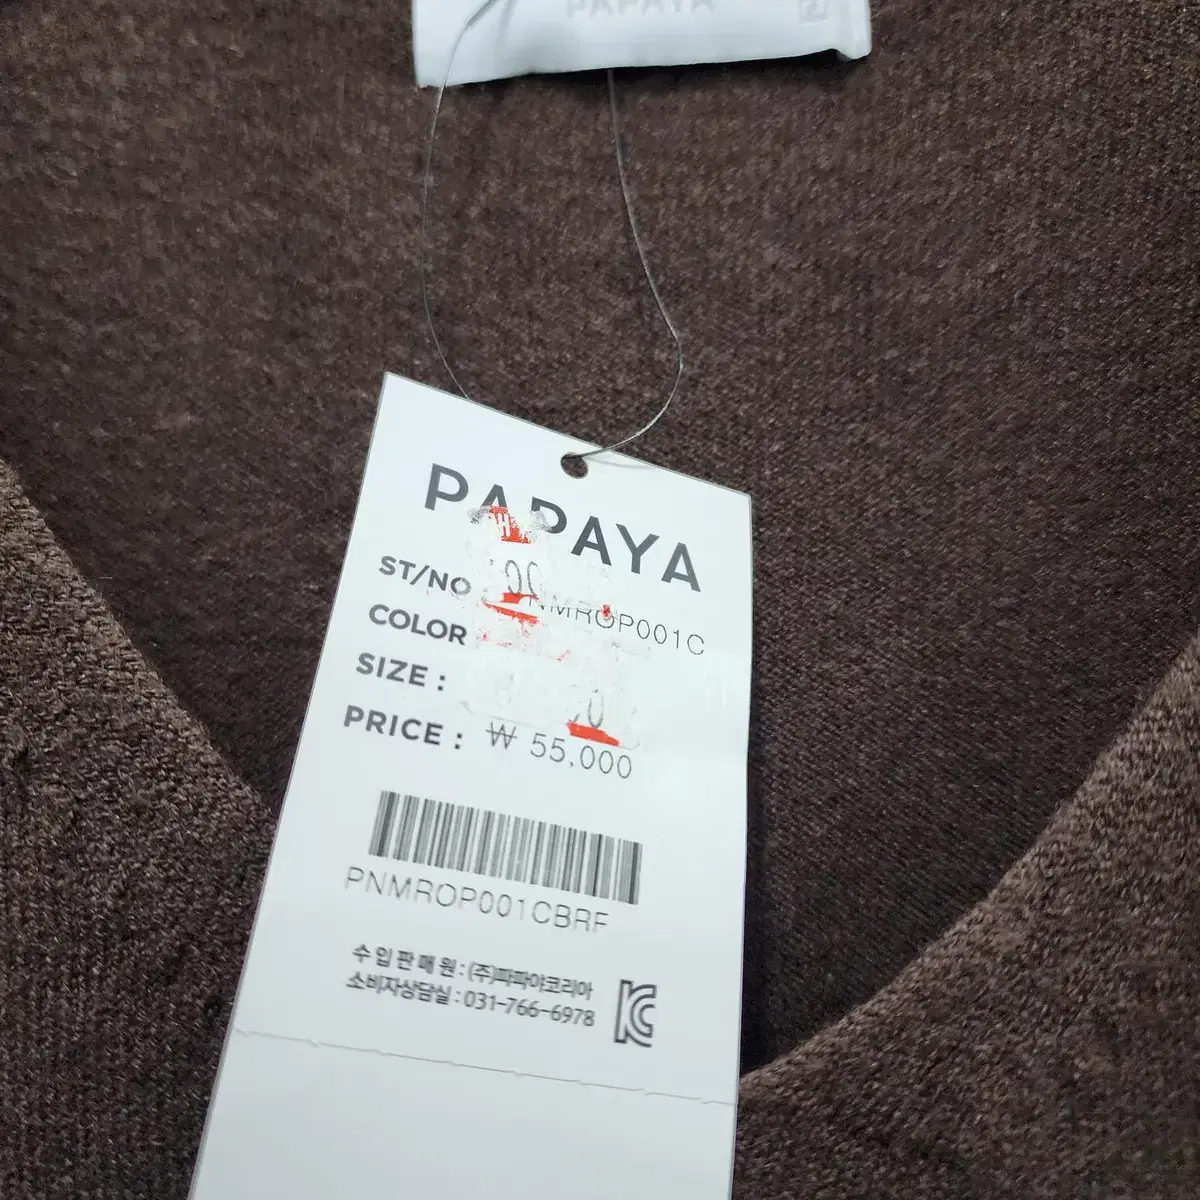 PAPAYA
PAPAYA
ST/NO
PNMROP001C
COLOR
SIZE :
PRICE : ₩ 55,000
PNMROP001CBRF
수입판매원 : (주)파파야코리아
소비자상담실 : 031-766-6978